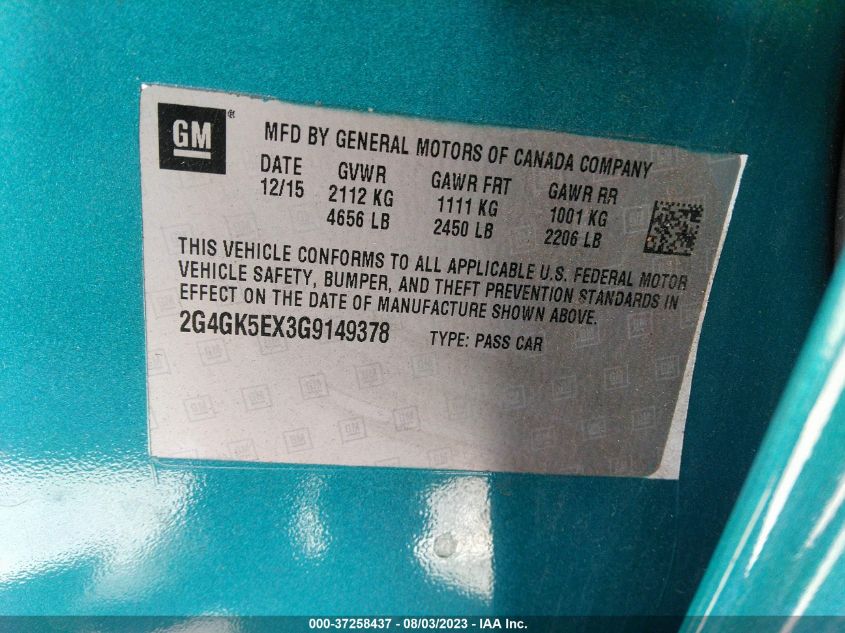 GM ®
MFD BY GENERAL MOTORS OF CANADA COMPANY
DATE GVWR GAWR FRT GAWR RR
12/15 2112 KG 1111 KG 1001 KG
4656 LB 2450 LB 2206 LB
THIS VEHICLE CONFORMS TO ALL APPLICABLE U.S. FEDERAL MOTOR
VEHICLE SAFETY, BUMPER, AND THEFT PREVENTION STANDARDS IN
EFFECT ON THE DATE OF MANUFACTURE SHOWN ABOVE.
2G4GK5EX3G9149378 TYPE: PASS CAR
000-37258437 - 08/03/2023 - IAA Inc.